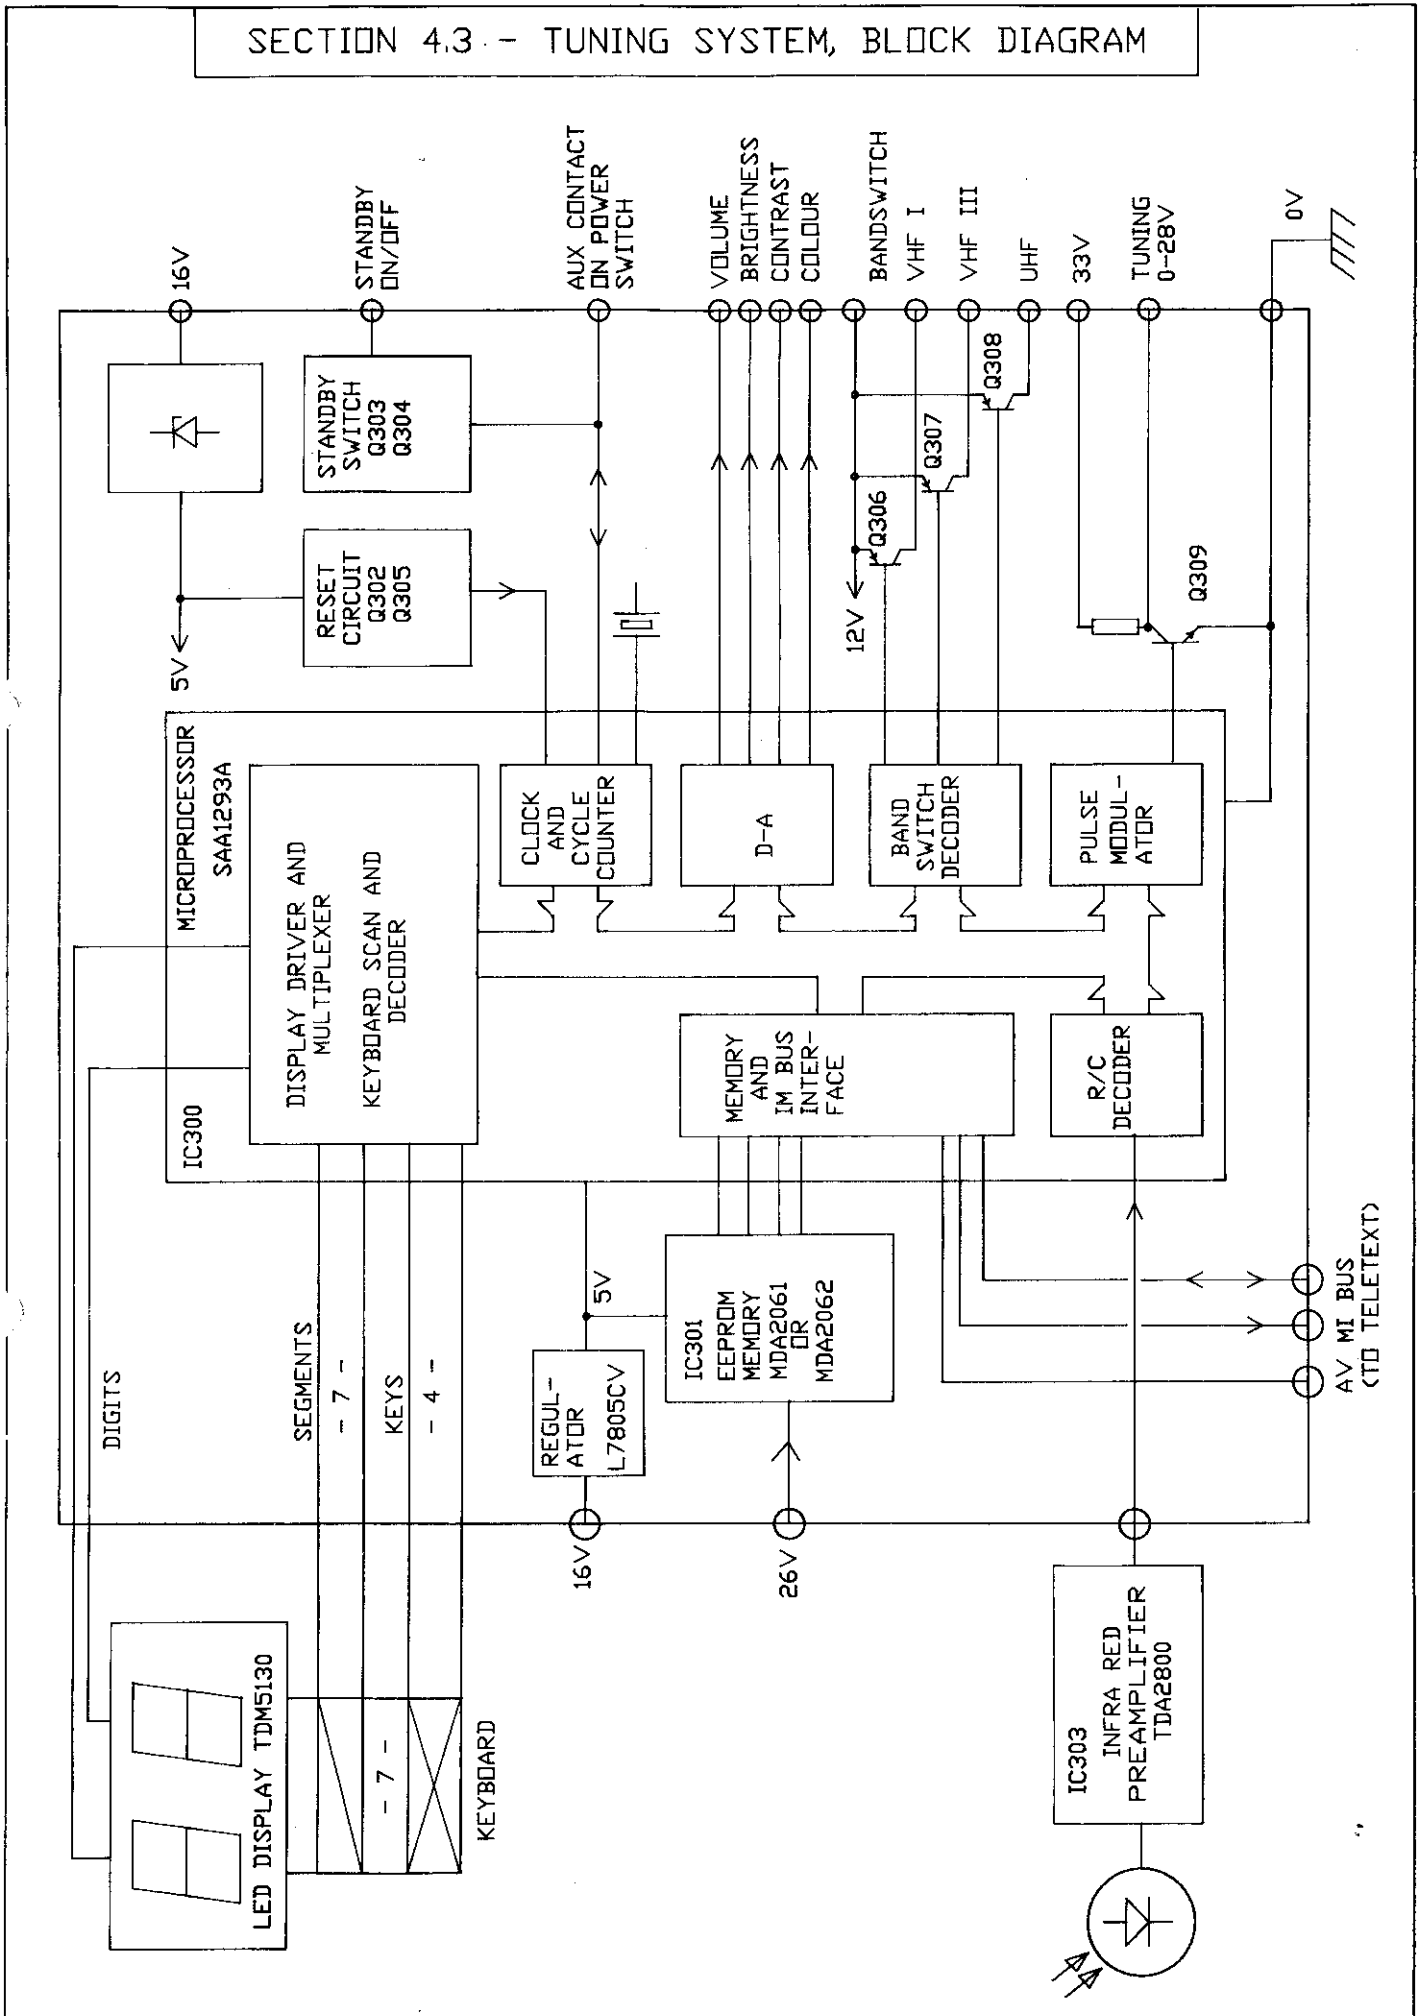 SECTION 4.3 - TUNING SYSTEM, BLOCK DIAGRAM
16V
STANDBY
ON/OFF
AUX CONTACT
ON POWER
SWITCH
VOLUME
BRIGHTNESS
CONTRAST
COLOUR
BANDSWITCH
VHF I
VHF III
UHF
33V
TUNING
0-28V
0V
STANDBY
SWITCH
Q303
Q304
RESET
CIRCUIT
Q302
Q305
5V
12V
Q306
Q307
Q308
Q309
MICROPROCESSOR
SAA1293A
IC300
DISPLAY DRIVER AND
MULTIPLEXER
KEYBOARD SCAN AND
DECODER
CLOCK
AND
CYCLE
COUNTER
D-A
BAND
SWITCH
DECODER
PULSE
MODUL-
ATOR
MEMORY
AND
IM BUS
INTER-
FACE
R/C
DECODER
DIGITS
SEGMENTS
- 7 -
KEYS
- 4 -
REGUL-
ATOR
L7805CV
5V
IC301
EEPROM
MEMORY
MDA2061
OR
MDA2062
AV MI BUS
(TO TELETEXT)
16V
26V
LED DISPLAY TDM5130
- 7 -
KEYBOARD
IC303
INFRA RED
PREAMPLIFIER
TDA2800